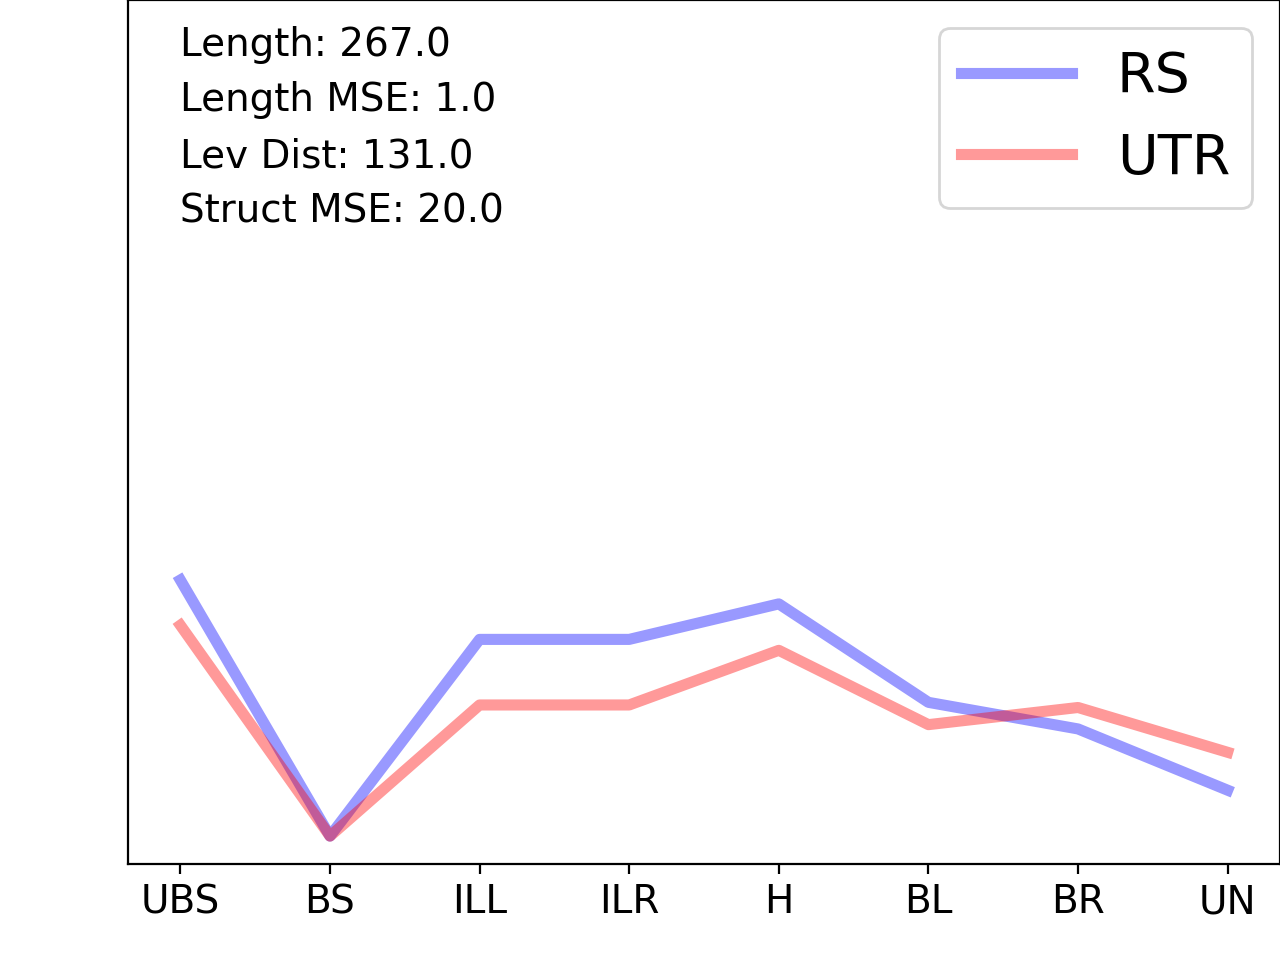 Length: 267.0
Length MSE: 1.0
Lev Dist: 131.0
Struct MSE: 20.0
RS
UTR
UBS BS ILL ILR H BL BR UN